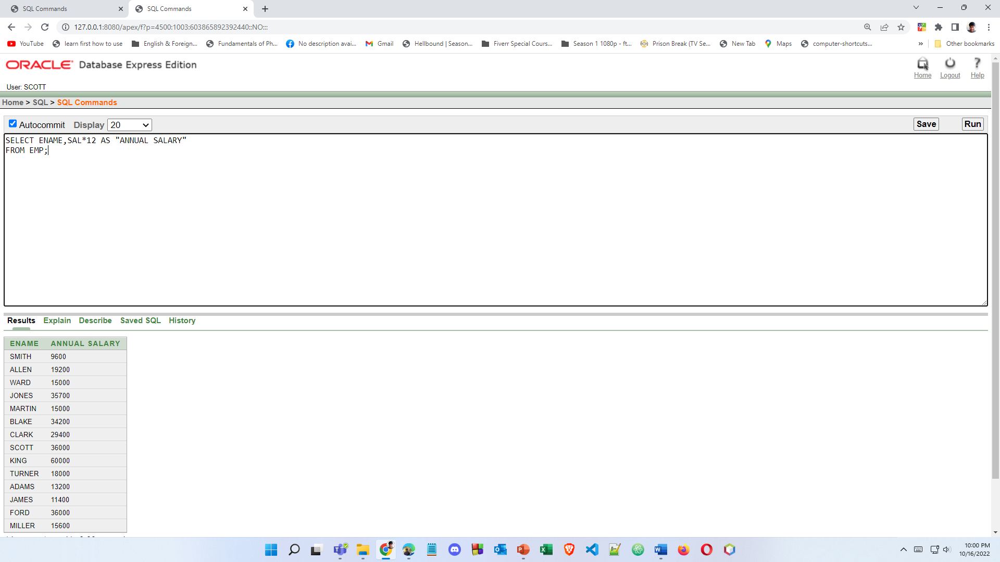 SQL Commands
SQL Commands
127.0.0.1:8080/apex/f?p=4500:1003:603865892392440::NO:::
YouTube learn first how to use English & Foreign... Fundamentals of Ph... No description avai... Gmail Hellbound | Season... Fiverr Special Cours... Season 1 1080p - ft... Prison Break (TV Se... New Tab Maps computer-shortcuts... » Other bookmarks
ORACLE Database Express Edition
Home Logout Help
User: SCOTT
Home > SQL > SQL Commands
Autocommit Display 20 Save Run
SELECT ENAME,SAL*12 AS "ANNUAL SALARY"
FROM EMP;
Results Explain Describe Saved SQL History
ENAME ANNUAL SALARY
SMITH 9600
ALLEN 19200
WARD 15000
JONES 35700
MARTIN 15000
BLAKE 34200
CLARK 29400
SCOTT 36000
KING 60000
TURNER 18000
ADAMS 13200
JAMES 11400
FORD 36000
MILLER 15600
10:00 PM
10/16/2022